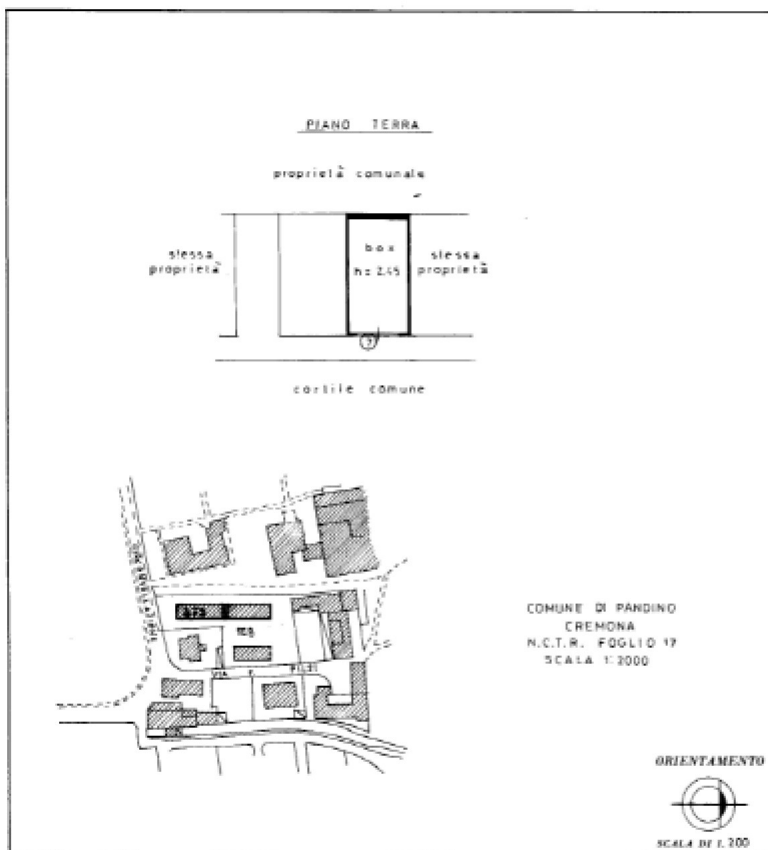 PIANO TERRA
proprietà comunale
stessa
proprietà
box
h= 2.45
stessa
proprietà
7
cortile comune
VIA F.
COMUNE DI PANDINO
CREMONA
N.C.T.R. FOGLIO 17
SCALA 1:2000
ORIENTAMENTO
SCALA DI 1. 200